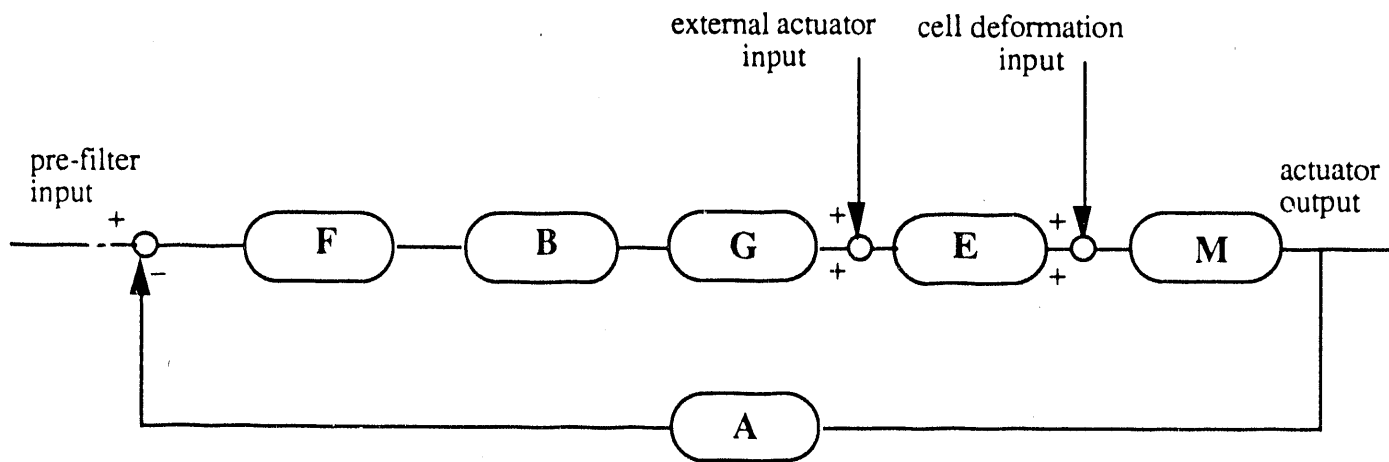 external actuator
input
cell deformation
input
pre-filter
input
actuator
output
+
−
F
B
G
+
+
E
+
+
M
A